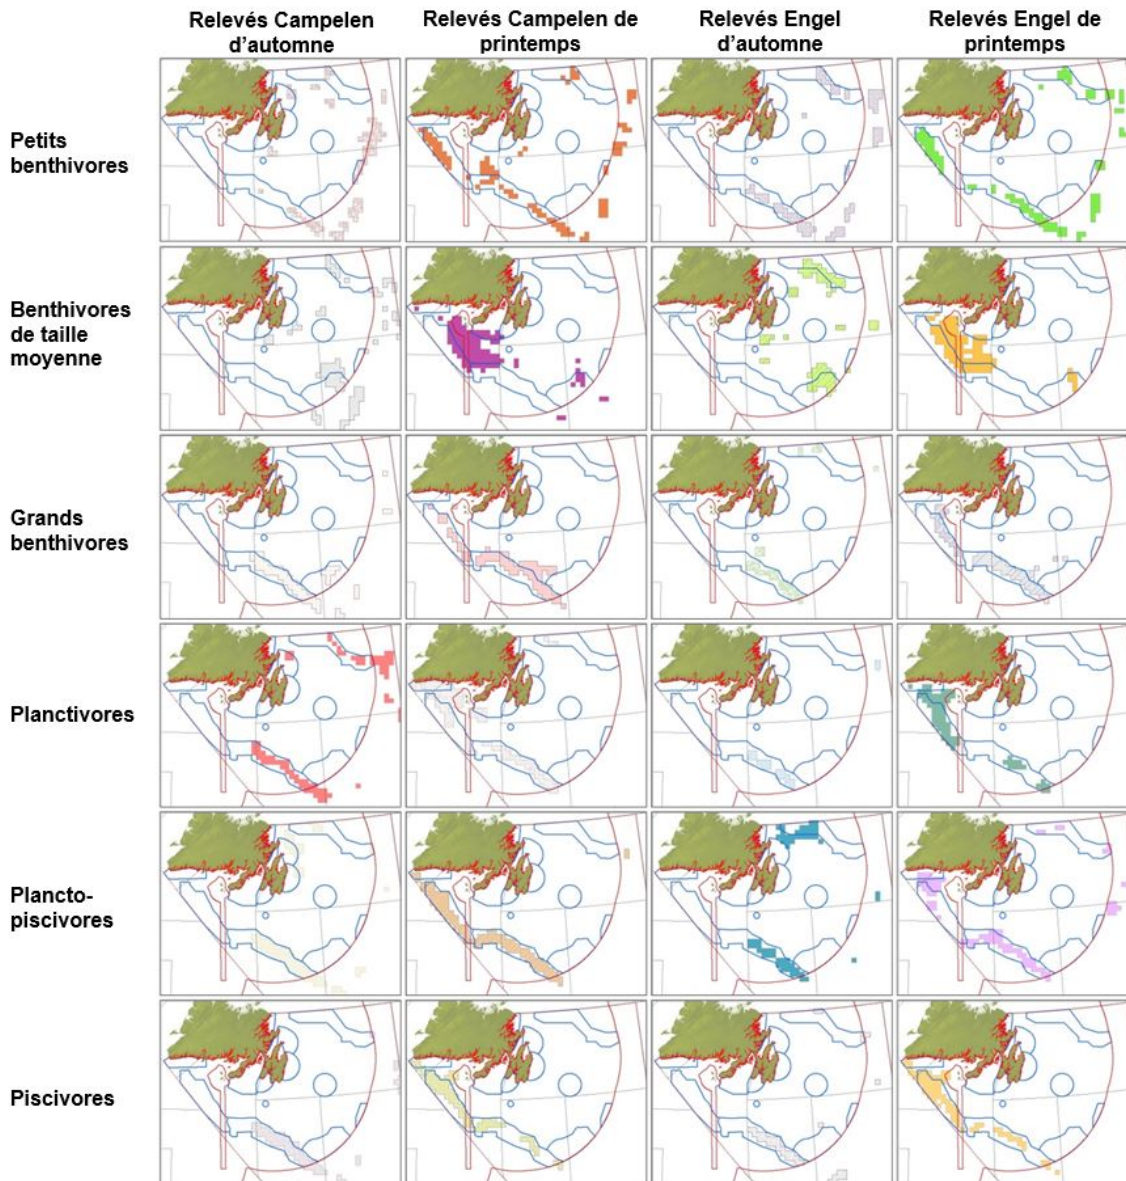 Relevés Campelen
d’automne
Relevés Campelen de
printemps
Relevés Engel
d’automne
Relevés Engel de
printemps
Petits
benthivores
Benthivores
de taille
moyenne
Grands
benthivores
Planctivores
Plancto-
piscivores
Piscivores